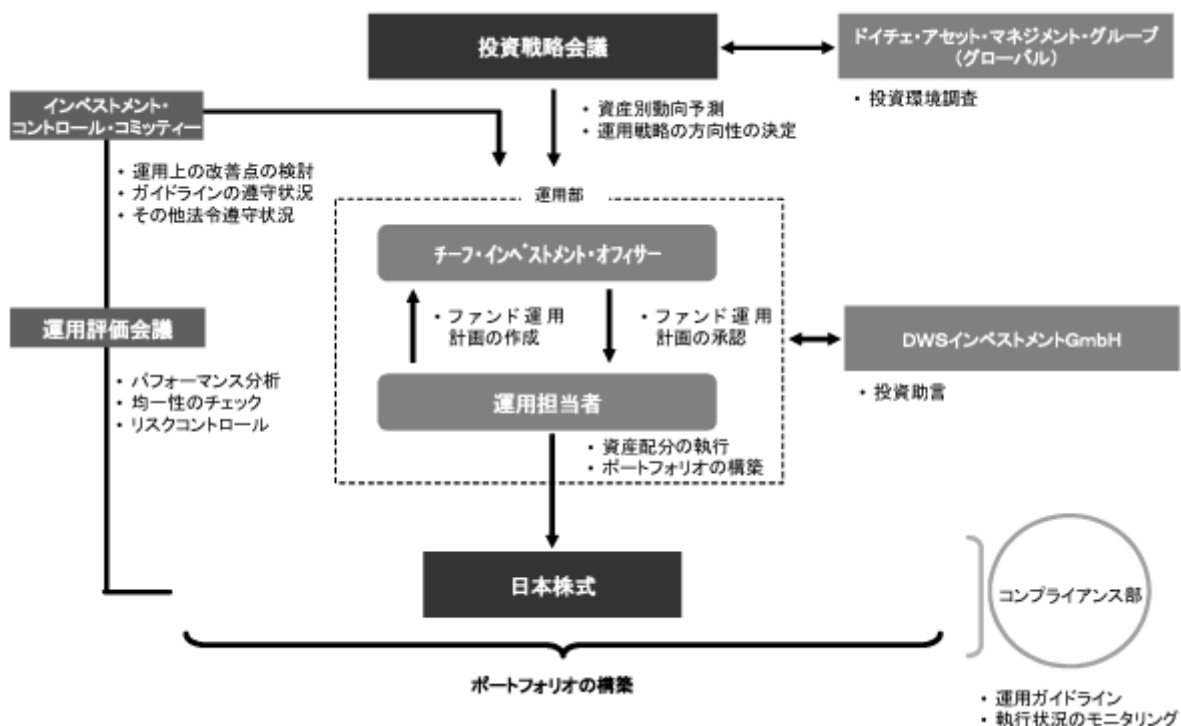 投資戦略会議
ドイチェ・アセット・マネジメント・グループ
(グローバル)
・投資環境調査
インベストメント・
コントロール・コミッティー
・資産別動向予測
・運用戦略の方向性の決定
・運用上の改善点の検討
・ガイドラインの遵守状況
・その他法令遵守状況
運用部
チーフ・インベストメント・オフィサー
・ファンド運用
計画の作成
・ファンド運用
計画の承認
運用評価会議
・パフォーマンス分析
・均一性のチェック
・リスクコントロール
DWSインベストメントGmbH
・投資助言
運用担当者
・資産配分の執行
・ポートフォリオの構築
日本株式
コンプライアンス部
ポートフォリオの構築
・運用ガイドライン
・執行状況のモニタリング